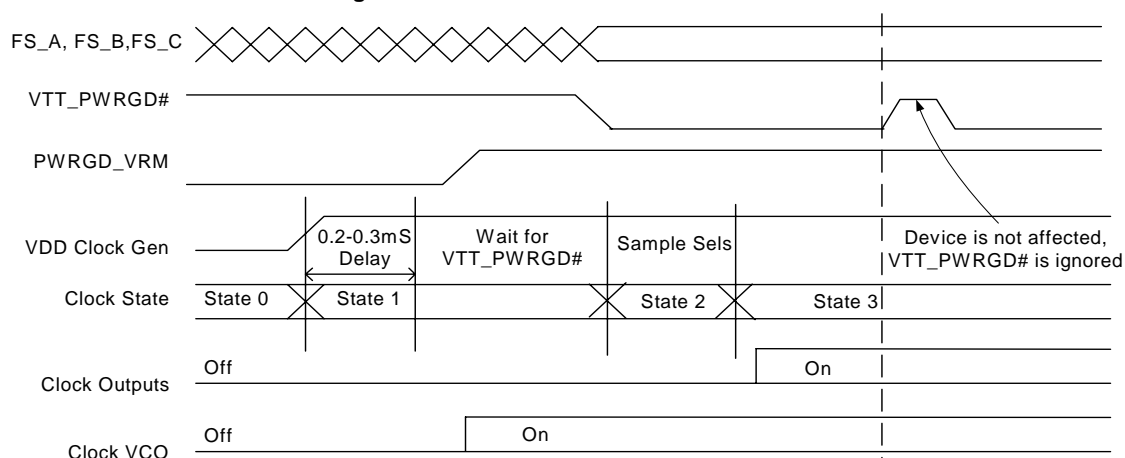 FS_A, FS_B,FS_C
VTT_PWRGD#
PWRGD_VRM
VDD Clock Gen
0.2-0.3mS
Delay
Wait for
VTT_PWRGD#
Sample Sels
Device is not affected,
VTT_PWRGD# is ignored
Clock State
State 0
State 1
State 2
State 3
Clock Outputs
Off
On
Clock VCO
Off
On